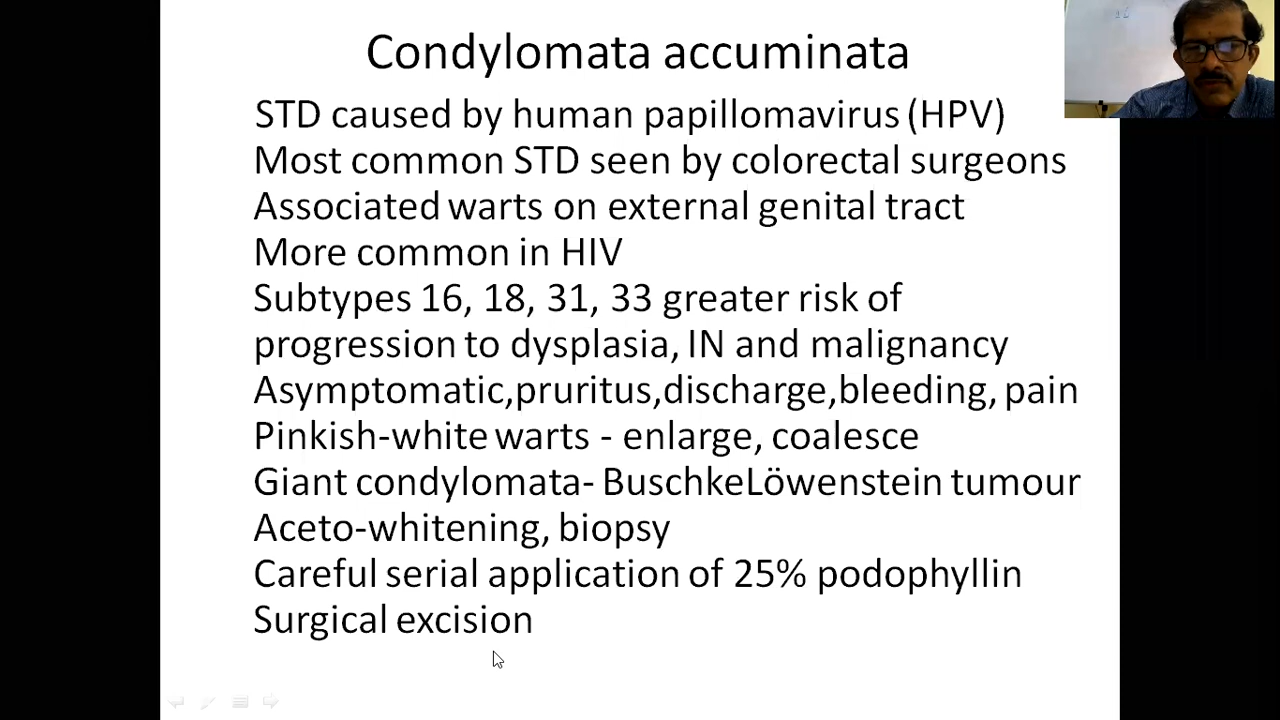 Condylomata accuminata
STD caused by human papillomavirus (HPV)
Most common STD seen by colorectal surgeons
Associated warts on external genital tract
More common in HIV
Subtypes 16, 18, 31, 33 greater risk of
progression to dysplasia, IN and malignancy
Asymptomatic,pruritus,discharge,bleeding, pain
Pinkish-white warts - enlarge, coalesce
Giant condylomata- BuschkeLöwenstein tumour
Aceto-whitening, biopsy
Careful serial application of 25% podophyllin
Surgical excision